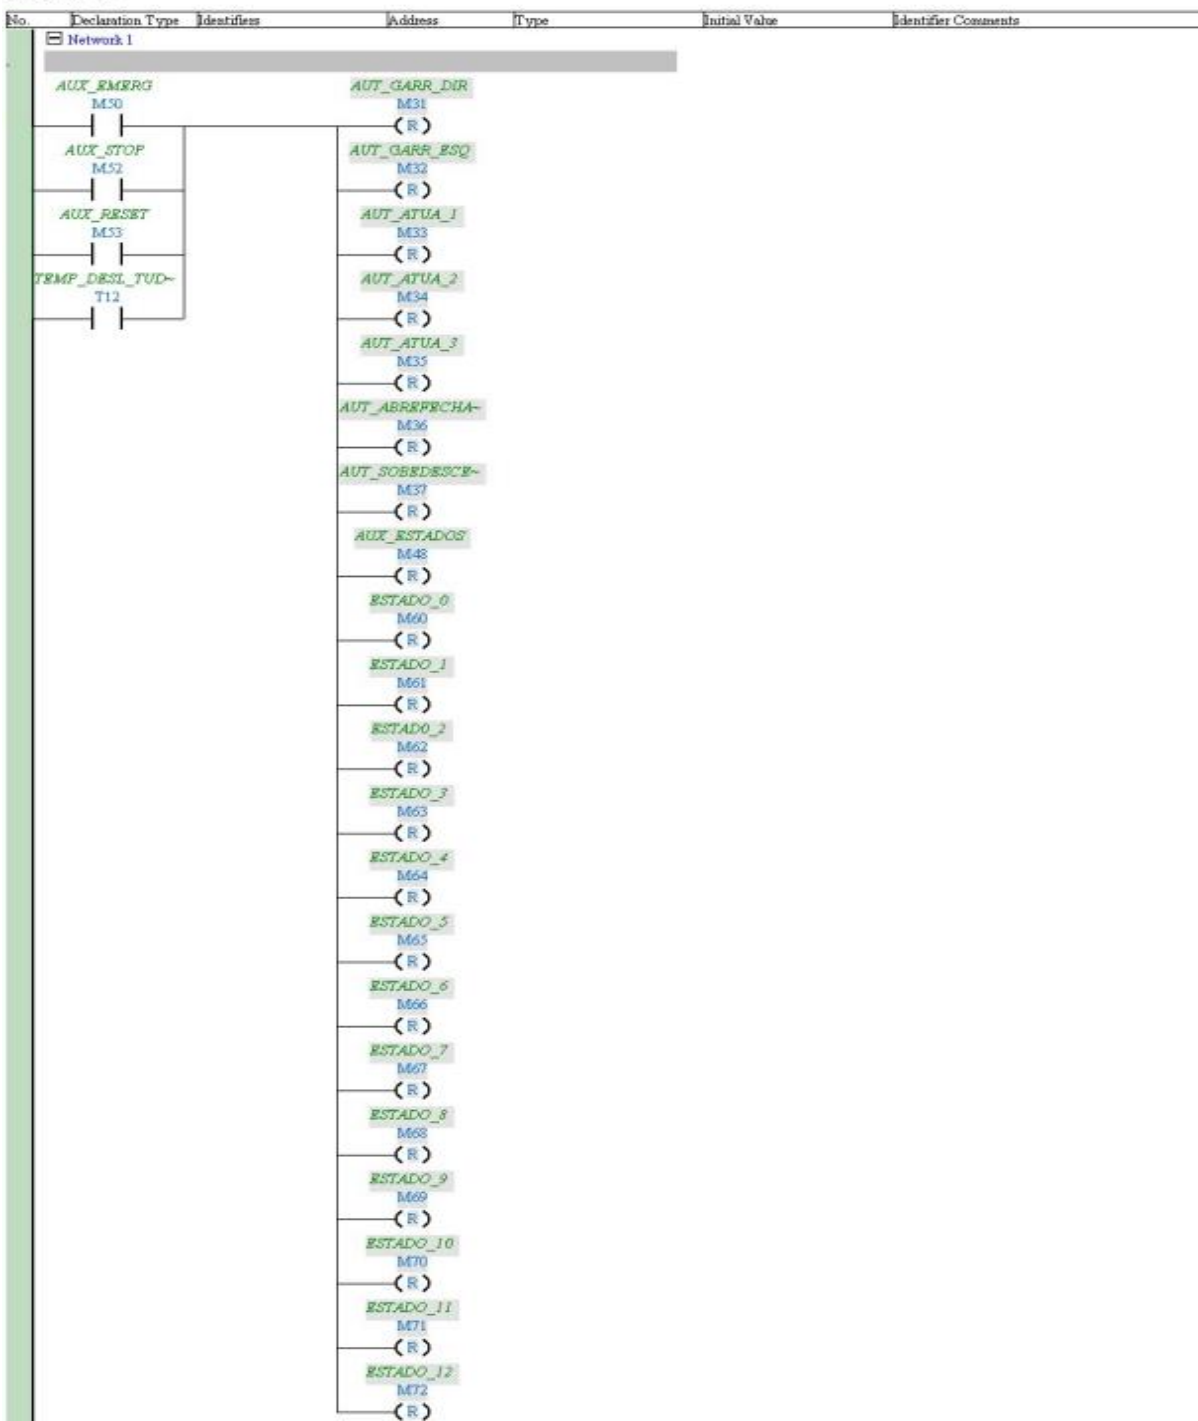 No. Declaration Type Identifiers Address Type Initial Value Identifier Comments
Network 1
AUX_EMERG AUT_GARR_DIR
M50 M31
(R)
AUX_STOP AUT_GARR_ESQ
M52 M32
(R)
AUX_RESET AUT_ATUA_1
M53 M33
(R)
TEMP_DESL_TUD~ AUT_ATUA_2
T12 M34
(R)
AUT_ATUA_3
M35
(R)
AUT_ABREFECHA~
M36
(R)
AUT_SOBEDESCE~
M37
(R)
AUX_ESTADOS
M48
(R)
ESTADO_0
M60
(R)
ESTADO_1
M61
(R)
ESTADO_2
M62
(R)
ESTADO_3
M63
(R)
ESTADO_4
M64
(R)
ESTADO_5
M65
(R)
ESTADO_6
M66
(R)
ESTADO_7
M67
(R)
ESTADO_8
M68
(R)
ESTADO_9
M69
(R)
ESTADO_10
M70
(R)
ESTADO_11
M71
(R)
ESTADO_12
M72
(R)